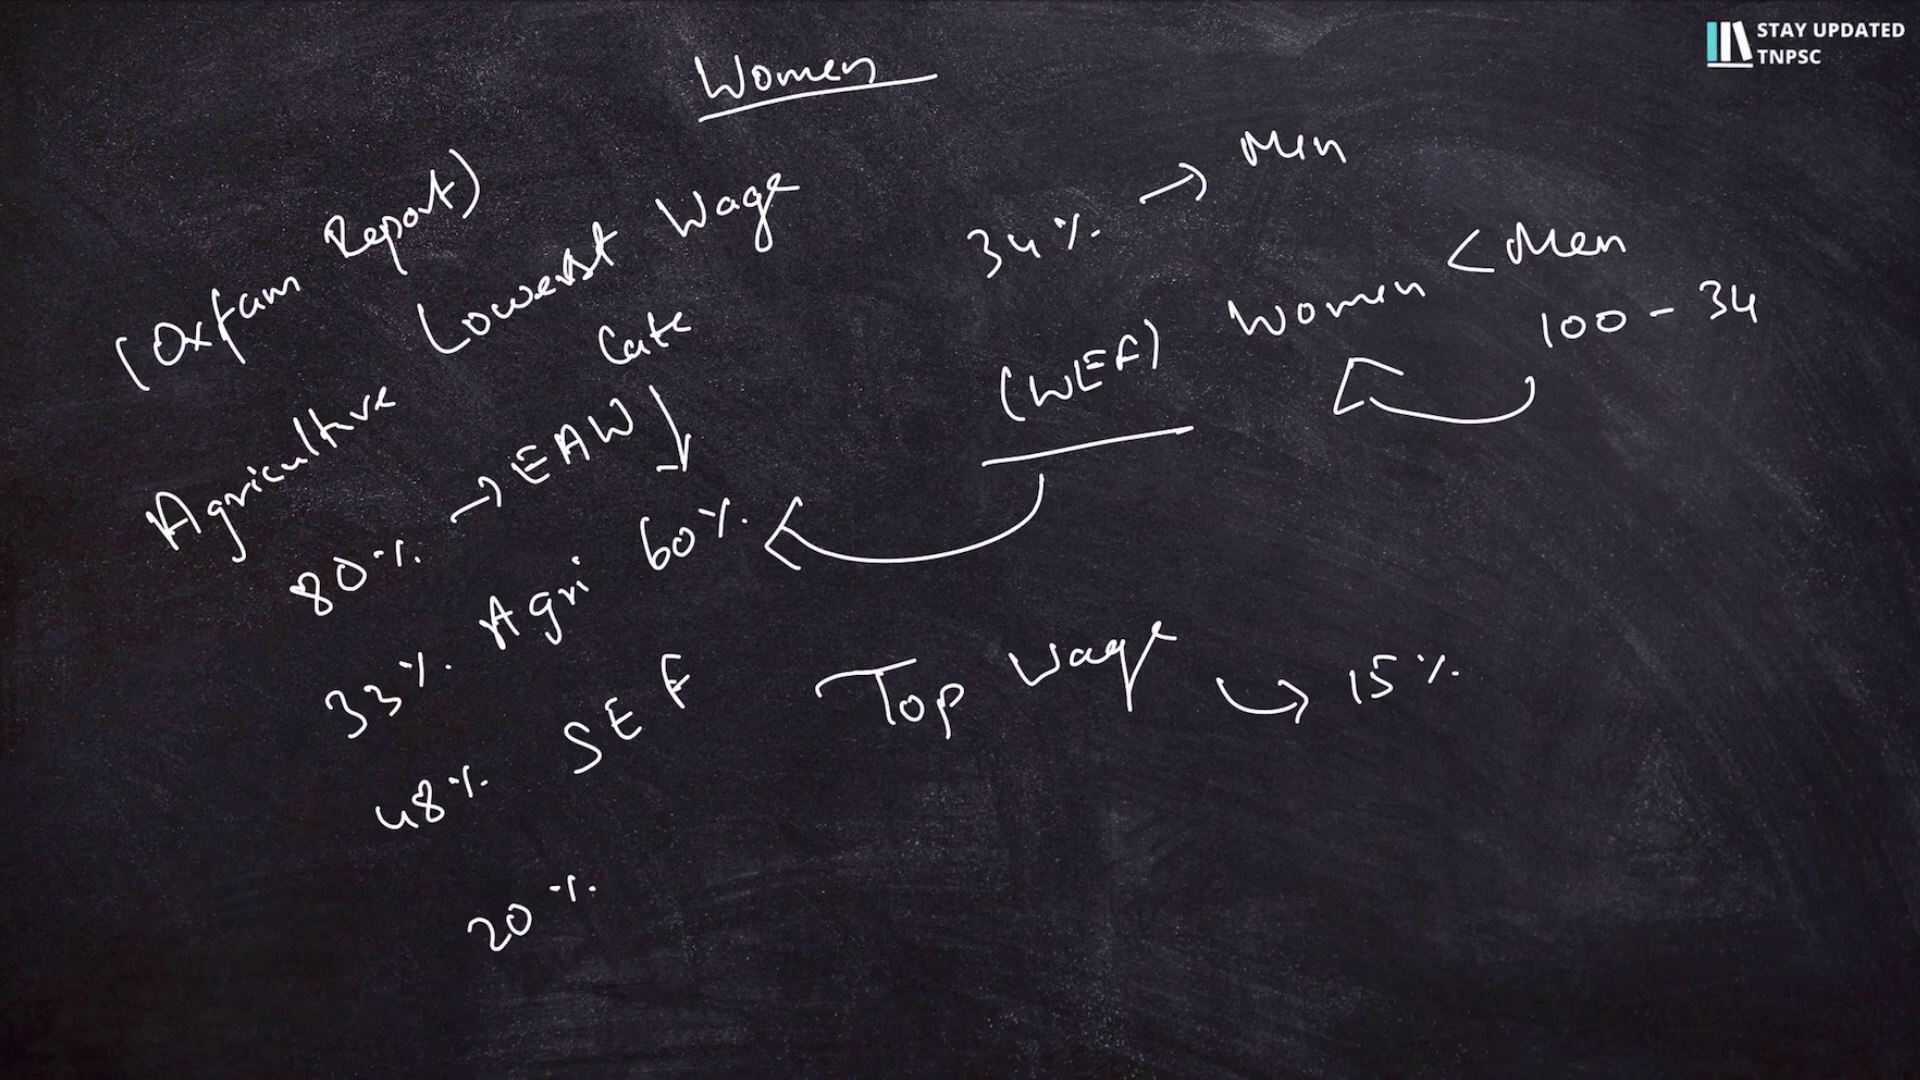 STAY UPDATED
TNPSC
Women
(Oxfam Report)
Agriculture
80% → EAW
33% Agri
48% SEF
20%
Lowest Wage
Cate
60%
34% → Men
(WEF) Women < Men
100 - 34
Top Wage → 15%